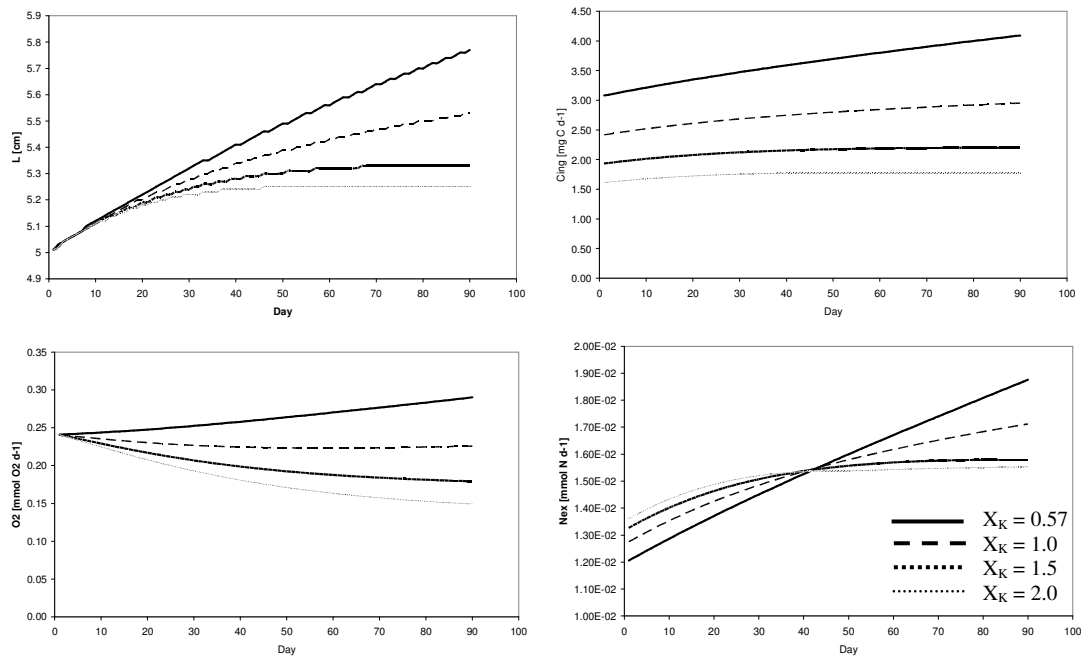 5.9
5.8
5.7
5.6
5.5
5.4
5.3
5.2
5.1
5
4.9
L [cm]
0 10 20 30 40 50 60 70 80 90 100
Day
4.50
4.00
3.50
3.00
2.50
2.00
1.50
1.00
0.50
0.00
Cing [mg C d-1]
0 10 20 30 40 50 60 70 80 90 100
Day
0.35
0.30
0.25
0.20
0.15
0.10
0.05
0.00
O2 [mmol O2 d-1]
0 10 20 30 40 50 60 70 80 90 100
Day
2.00E-02
1.90E-02
1.80E-02
1.70E-02
1.60E-02
1.50E-02
1.40E-02
1.30E-02
1.20E-02
1.10E-02
1.00E-02
Nex [mmol N d-1]
0 10 20 30 40 50 60 70 80 90 100
Day
XK = 0.57
XK = 1.0
XK = 1.5
XK = 2.0